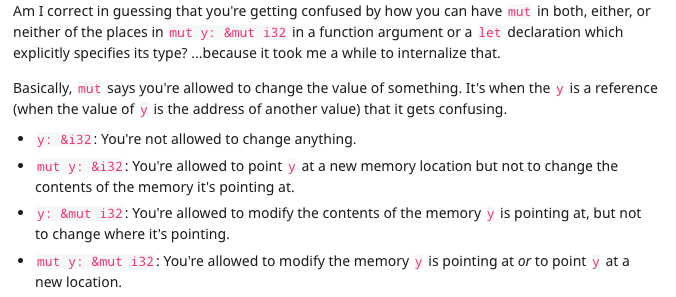 Am I correct in guessing that you're getting confused by how you can have mut in both, either, or
neither of the places in mut y: &mut i32 in a function argument or a let declaration which
explicitly specifies its type? ...because it took me a while to internalize that.
Basically, mut says you're allowed to change the value of something. It's when the y is a reference
(when the value of y is the address of another value) that it gets confusing.
• y: &i32: You're not allowed to change anything.
• mut y: &i32: You're allowed to point y at a new memory location but not to change the
contents of the memory it's pointing at.
• y: &mut i32: You're allowed to modify the contents of the memory y is pointing at, but not
to change where it's pointing.
• mut y: &mut i32: You're allowed to modify the memory y is pointing at or to point y at a
new location.